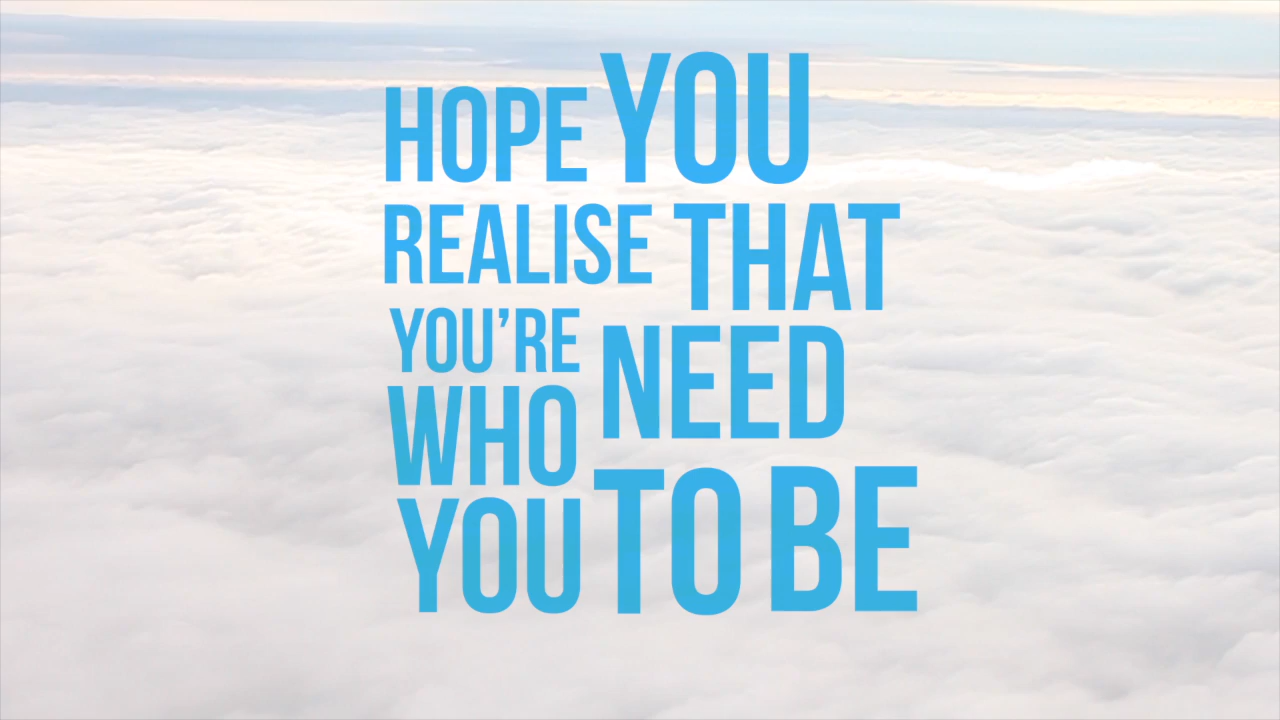 HOPE YOU
REALISE THAT
YOU'RE NEED
WHO
YOU TO BE